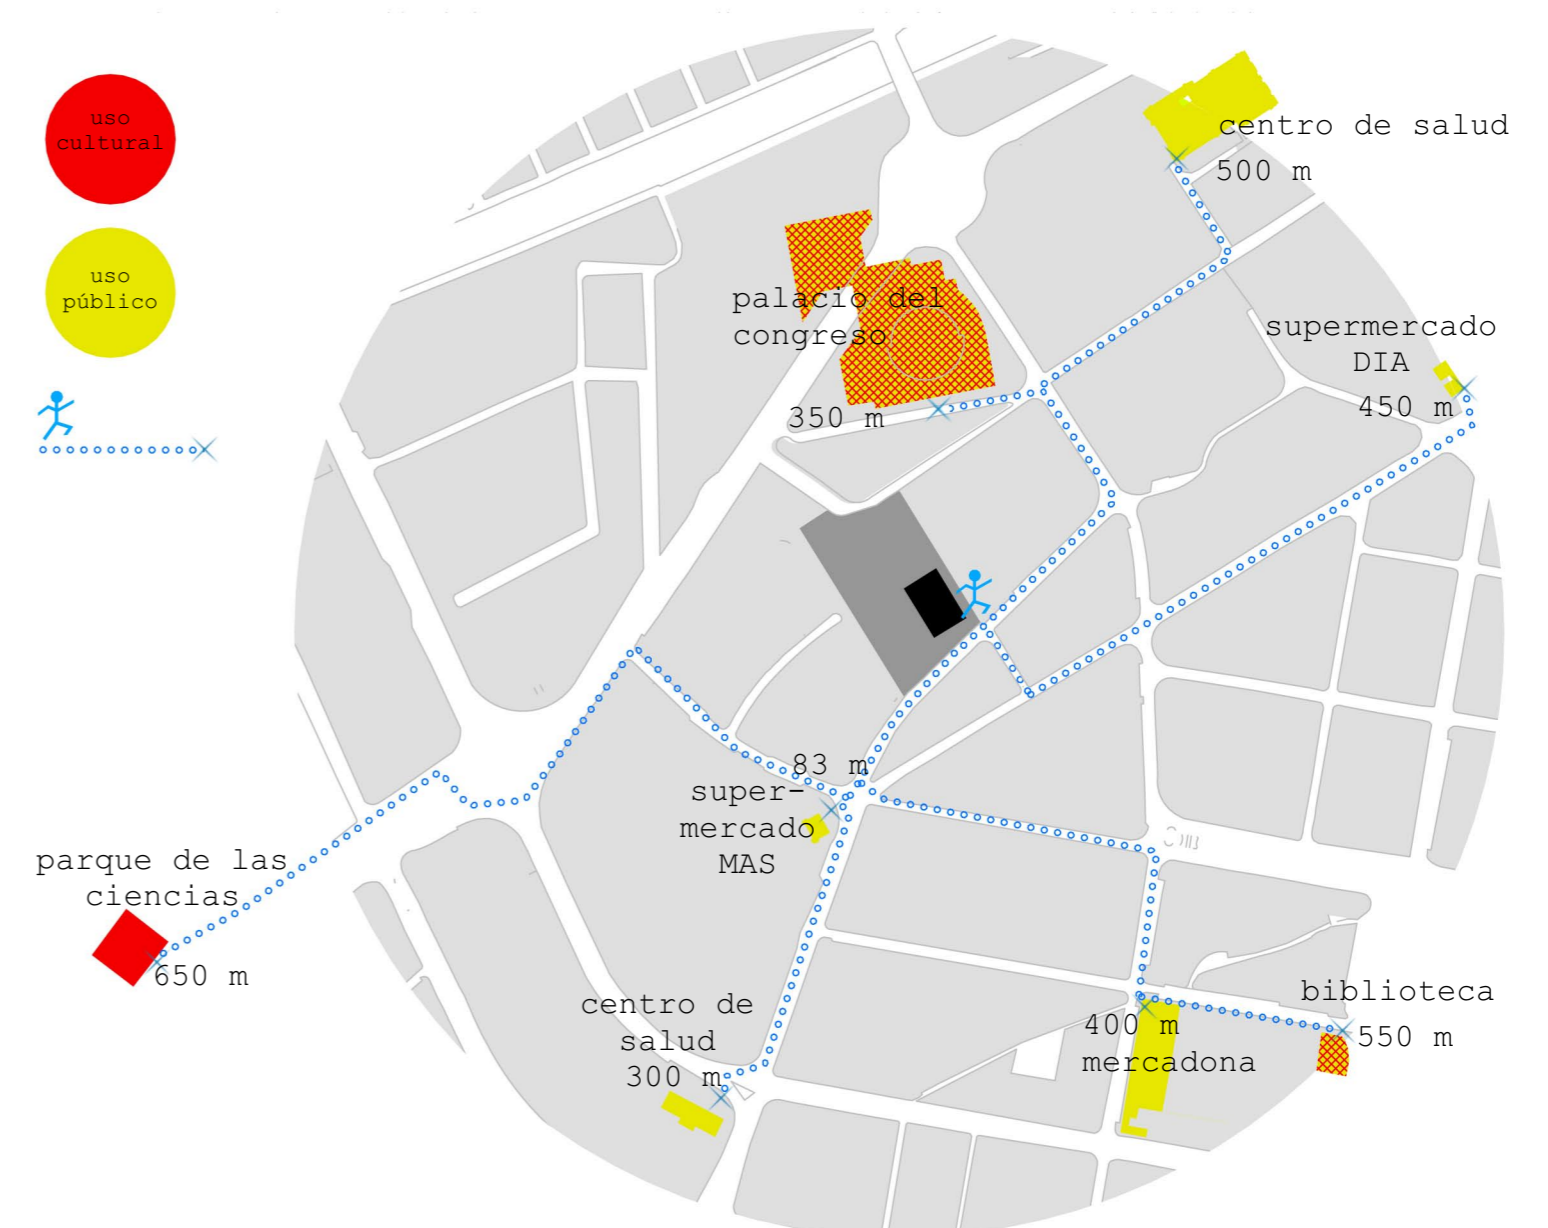 uso
cultural
uso
público
centro de salud
500 m
palacio del
congreso
350 m
supermercado
DIA
450 m
83 m
super-
mercado
MAS
parque de las
ciencias
650 m
centro de
salud
300 m
400 m
mercadona
biblioteca
550 m